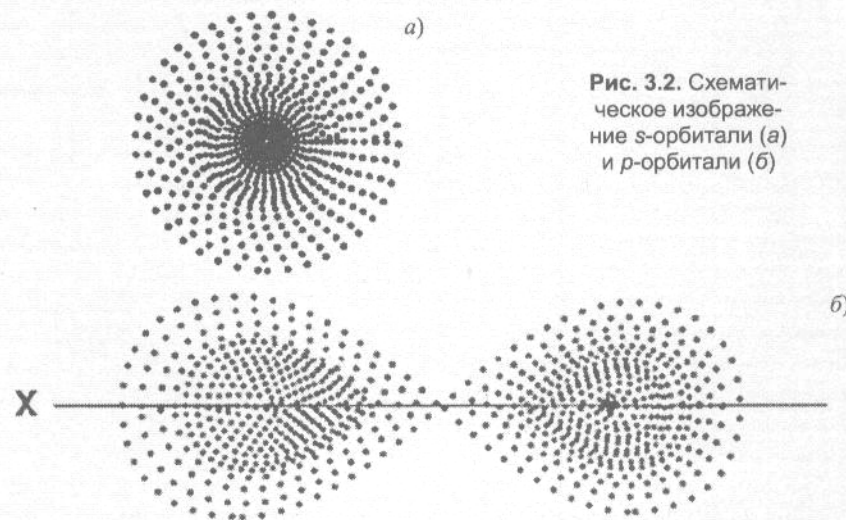 а)
Рис. 3.2. Схемати-
ческое изображе-
ние s-орбитали (а)
и р-орбитали (б)
б)
X